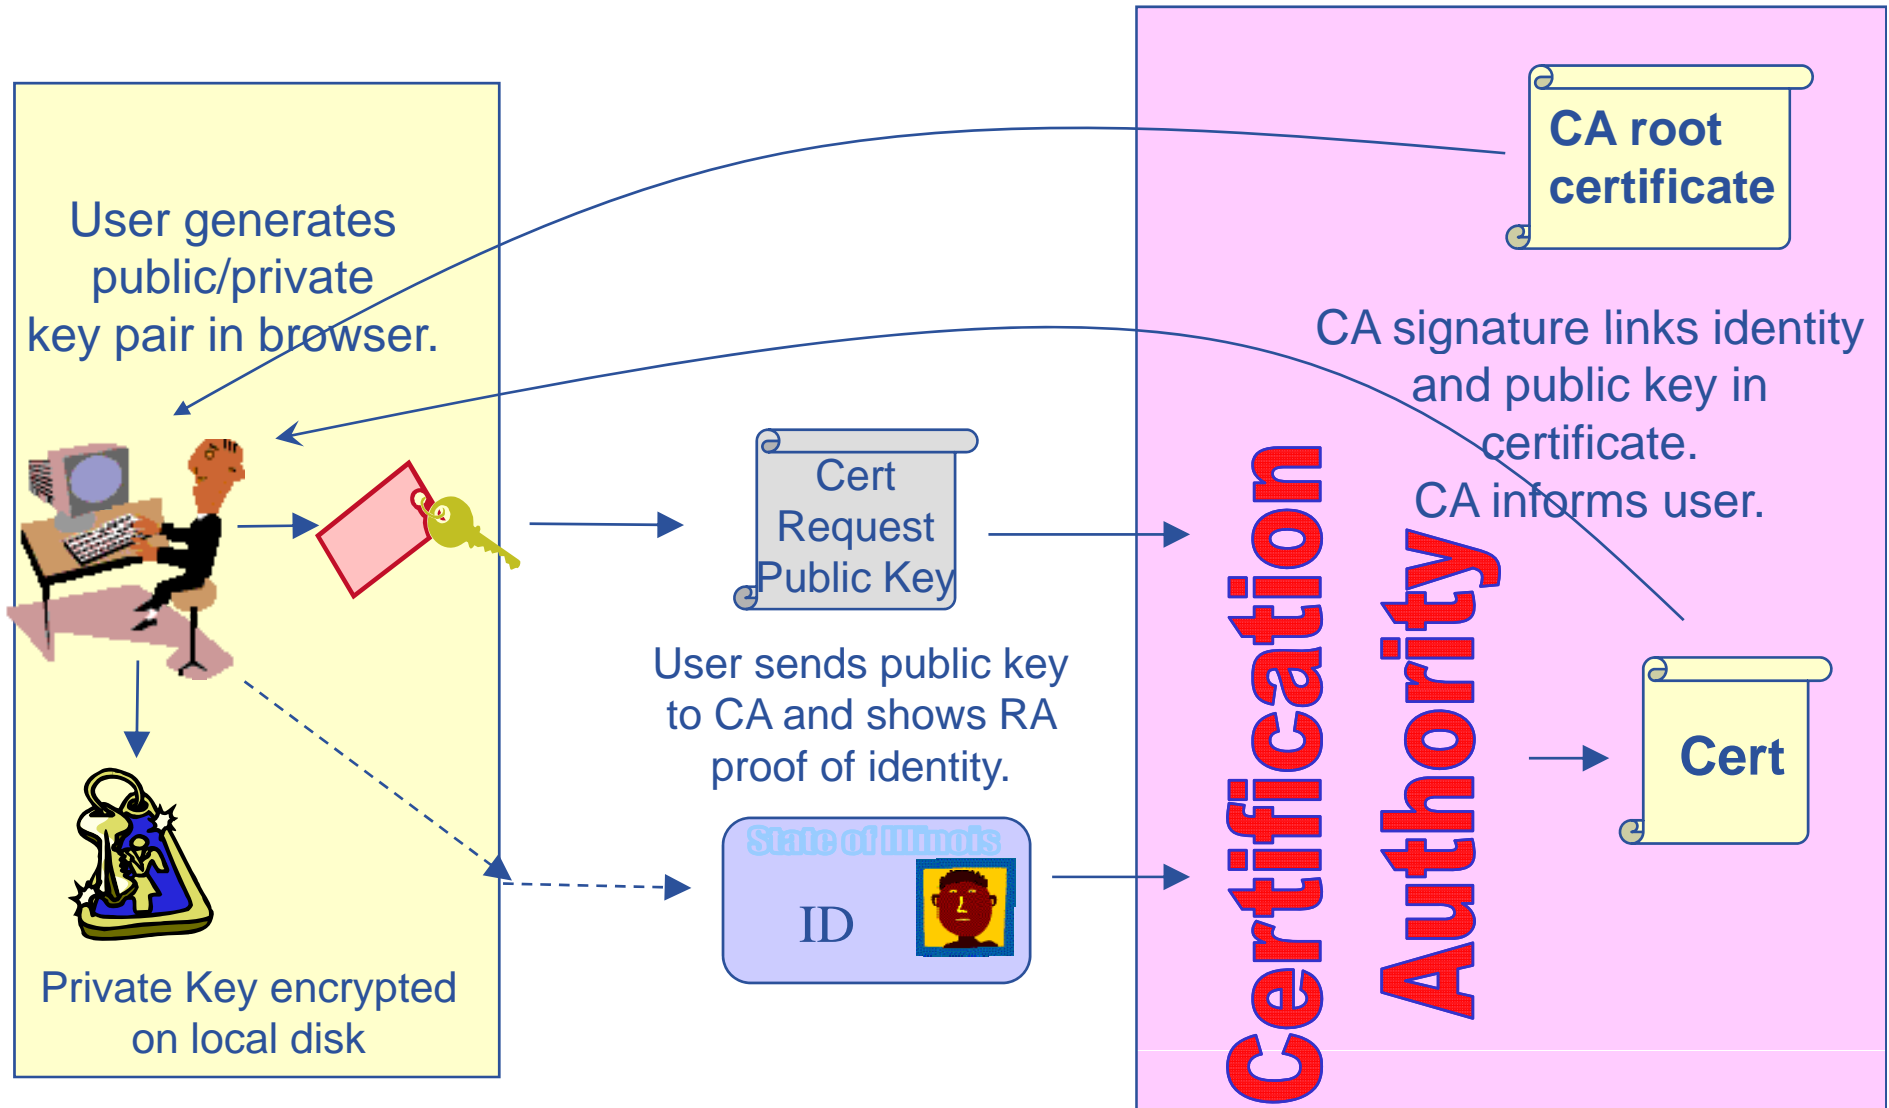 User generates
public/private
key pair in browser.
Private Key encrypted
on local disk
Cert
Request
Public Key
User sends public key
to CA and shows RA
proof of identity.
State of Illinois
ID
Certification
Authority
CA root
certificate
CA signature links identity
and public key in
certificate.
CA informs user.
Cert